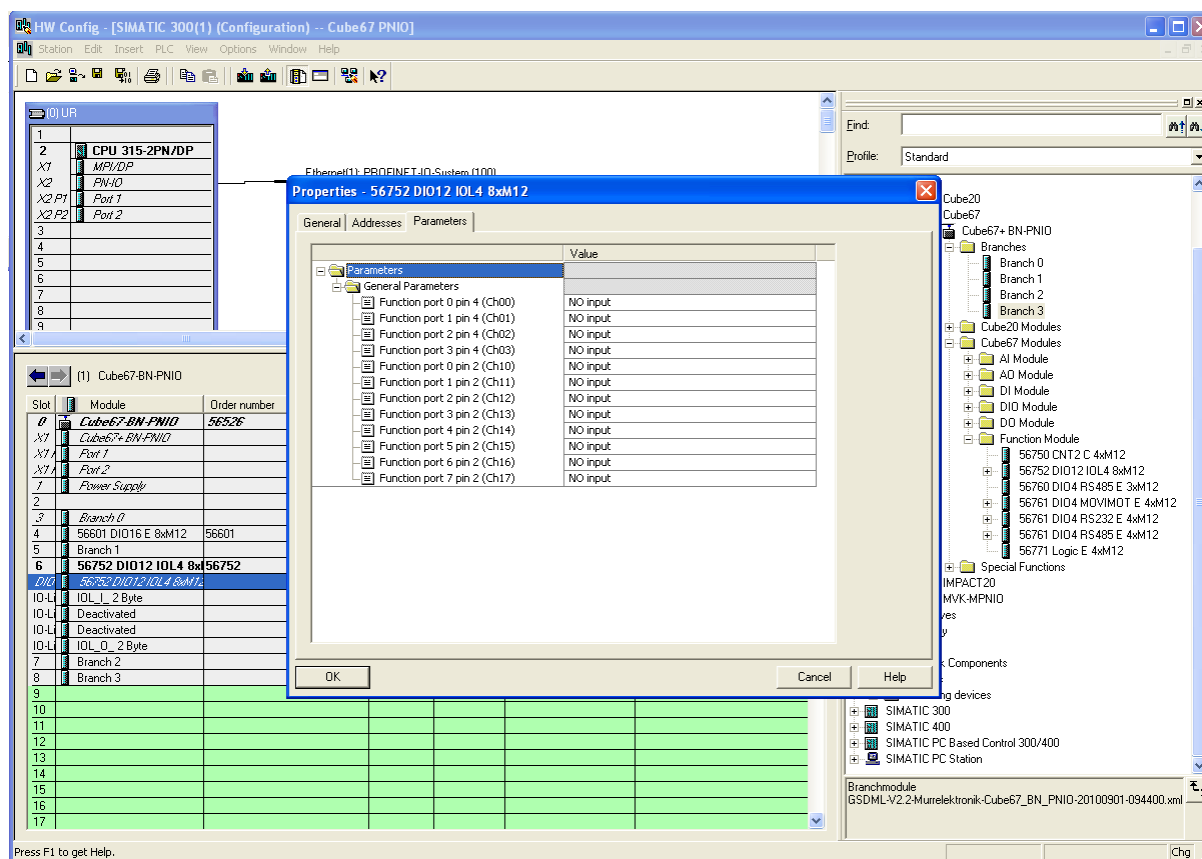 HW Config - [SIMATIC 300(1) (Configuration) -- Cube67 PNIO]
Station Edit Insert PLC View Options Window Help
(0) UR
1
2 CPU 315-2PN/DP
X1 MPI/DP
X2 PN-IO
X2 P1 Port 1
X2 P2 Port 2
3
4
5
6
7
8
9
Ethernet(1): PROFINET-IO-System (100)
Properties - 56752 DIO12 IOL4 8xM12
General Addresses Parameters
Value
Parameters
General Parameters
Function port 0 pin 4 (Ch00) NO input
Function port 1 pin 4 (Ch01) NO input
Function port 2 pin 4 (Ch02) NO input
Function port 3 pin 4 (Ch03) NO input
Function port 0 pin 2 (Ch10) NO input
Function port 1 pin 2 (Ch11) NO input
Function port 2 pin 2 (Ch12) NO input
Function port 3 pin 2 (Ch13) NO input
Function port 4 pin 2 (Ch14) NO input
Function port 5 pin 2 (Ch15) NO input
Function port 6 pin 2 (Ch16) NO input
Function port 7 pin 2 (Ch17) NO input
OK Cancel Help
(1) Cube67-BN-PNIO
Slot Module Order number
0 Cube67-BN-PNIO 56526
X1 Cube67+ BN-PNIO
X1 Port 1
X1 Port 2
1 Power Supply
2
3 Branch 0
4 56601 DIO16 E 8xM12 56601
5 Branch 1
6 56752 DIO12 IOL4 8xM 56752
DIO 56752 DIO12 IOL4 8xM12
IO-Li IOL_I_ 2 Byte
IO-Li Deactivated
IO-Li Deactivated
IO-Li IOL_O_ 2 Byte
7 Branch 2
8 Branch 3
9
10
11
12
13
14
15
16
17
Find:
Profile: Standard
Cube20
Cube67
Cube67+ BN-PNIO
Branches
Branch 0
Branch 1
Branch 2
Branch 3
Cube20 Modules
Cube67 Modules
AI Module
AO Module
DI Module
DIO Module
DO Module
Function Module
56750 CNT2 C 4xM12
56752 DIO12 IOL4 8xM12
56760 DIO4 RS485 E 3xM12
56761 DIO4 MOVIMOT E 4xM12
56761 DIO4 RS232 E 4xM12
56761 DIO4 RS485 E 4xM12
56771 Logic E 4xM12
Special Functions
IMPACT20
MVK-MPNIO
ves
y
k Components
ng devices
SIMATIC 300
SIMATIC 400
SIMATIC PC Based Control 300/400
SIMATIC PC Station
Branchmodule
GSDML-V2.2-Murrelektronik-Cube67_BN_PNIO-20100901-094400.xml
Press F1 to get Help.
Chg